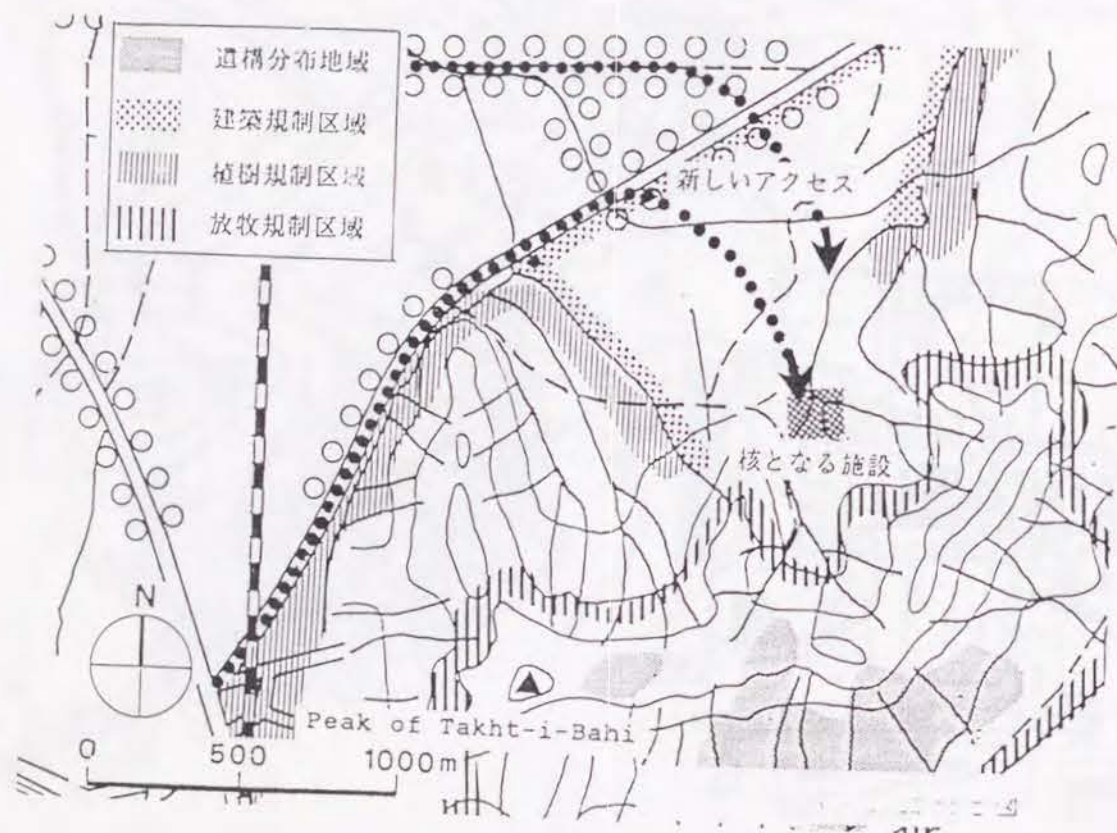 遺構分布地域
建築規制区域
植樹規制区域
放牧規制区域
新しいアクセス
核となる施設
N
Peak of Takht-i-Bahi
0 500 1000m